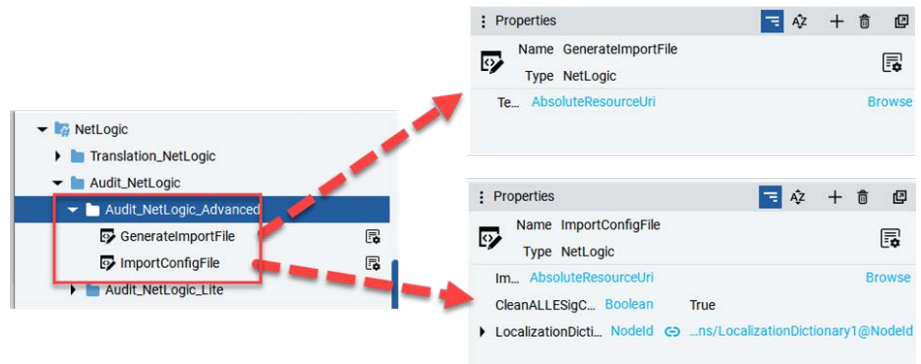 NetLogic
Translation_NetLogic
Audit_NetLogic
Audit_NetLogic_Advanced
GenerateImportFile
ImportConfigFile
Audit_NetLogic_Lite
Properties
Name GenerateImportFile
Type NetLogic
Te... AbsoluteResourceUri Browse
Properties
Name ImportConfigFile
Type NetLogic
Im... AbsoluteResourceUri Browse
CleanALLESigC... Boolean True
LocalizationDicti... NodeId ...ns/LocalizationDictionary1@NodeId